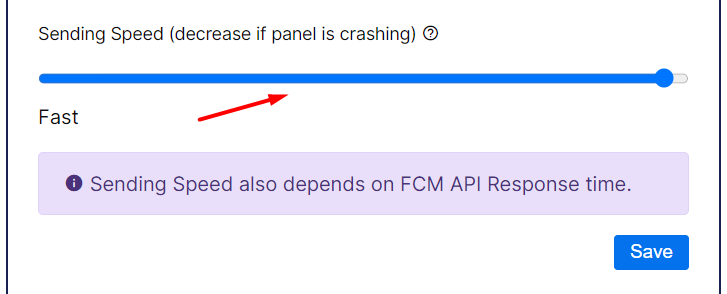 Sending Speed (decrease if panel is crashing)
Fast
Sending Speed also depends on FCM API Response time.
Save